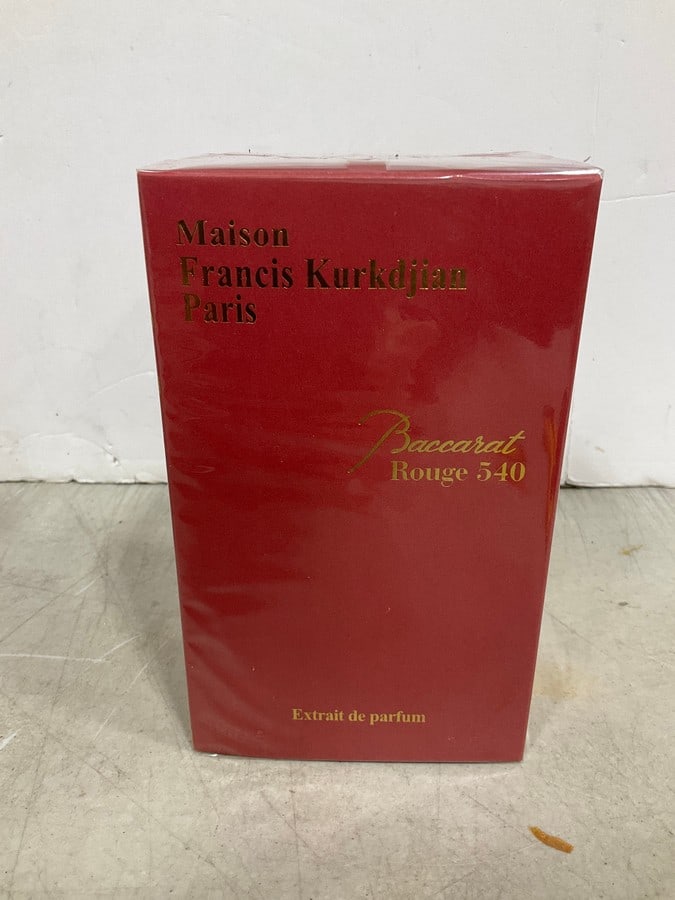 Maison
Francis Kurkdjian
Paris
Baccarat
Rouge 540
Extrait de parfum